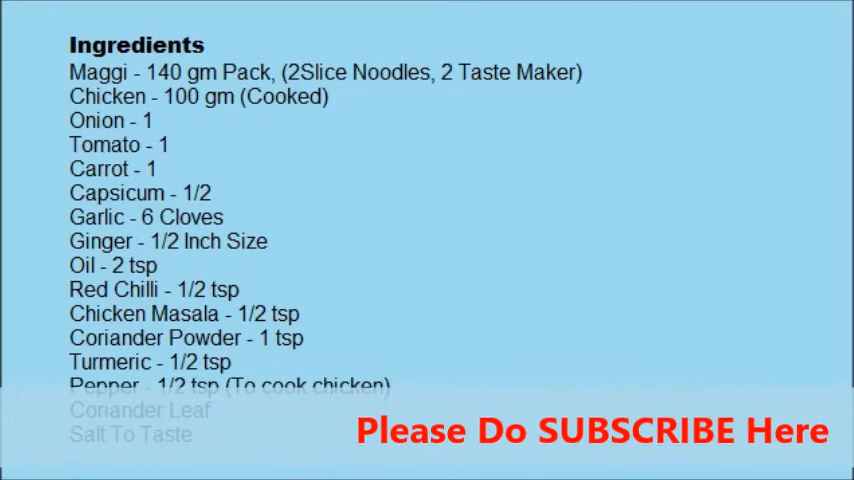 Ingredients
Maggi - 140 gm Pack, (2Slice Noodles, 2 Taste Maker)
Chicken - 100 gm (Cooked)
Onion - 1
Tomato - 1
Carrot - 1
Capsicum - 1/2
Garlic - 6 Cloves
Ginger - 1/2 Inch Size
Oil - 2 tsp
Red Chilli - 1/2 tsp
Chicken Masala - 1/2 tsp
Coriander Powder - 1 tsp
Turmeric - 1/2 tsp
Pepper - 1/2 tsp (To cook chicken)
Coriander Leaf
Salt To Taste
Please Do SUBSCRIBE Here